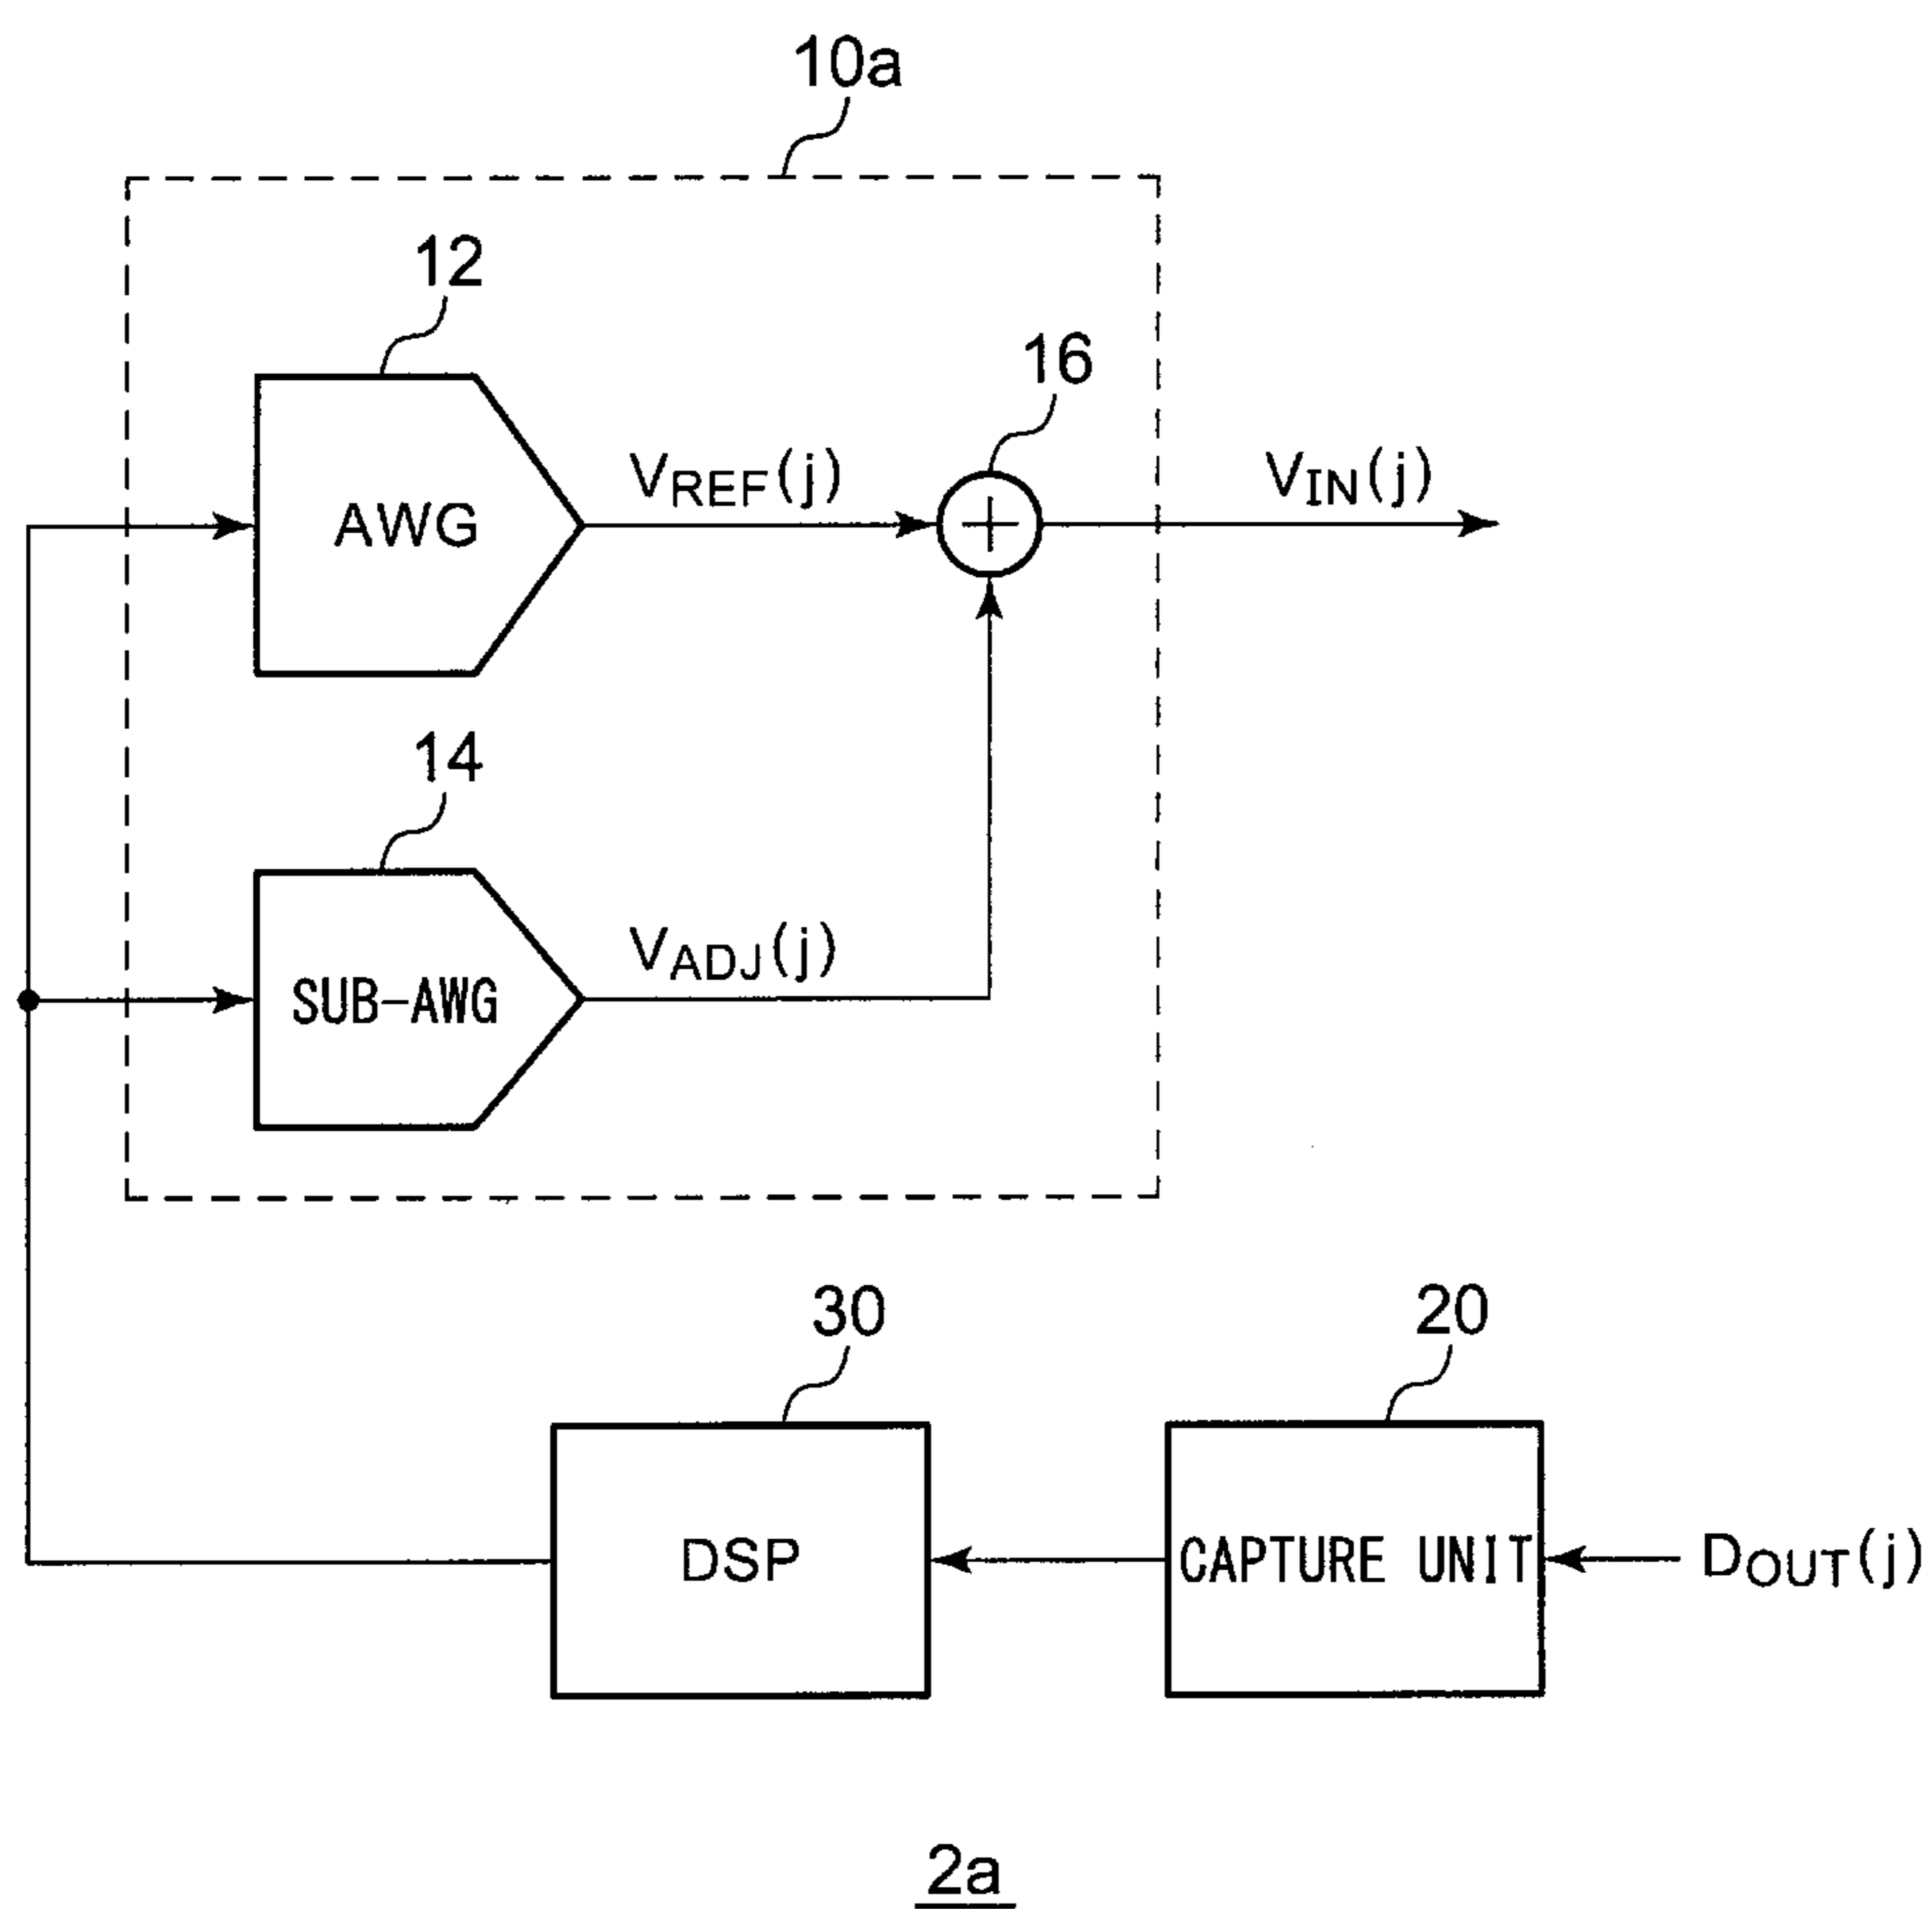 10a
12
16
AWG
VREF(j)
VIN(j)
14
SUB-AWG
VADJ(j)
30
20
DSP
CAPTURE UNIT
DOUT(j)
2a